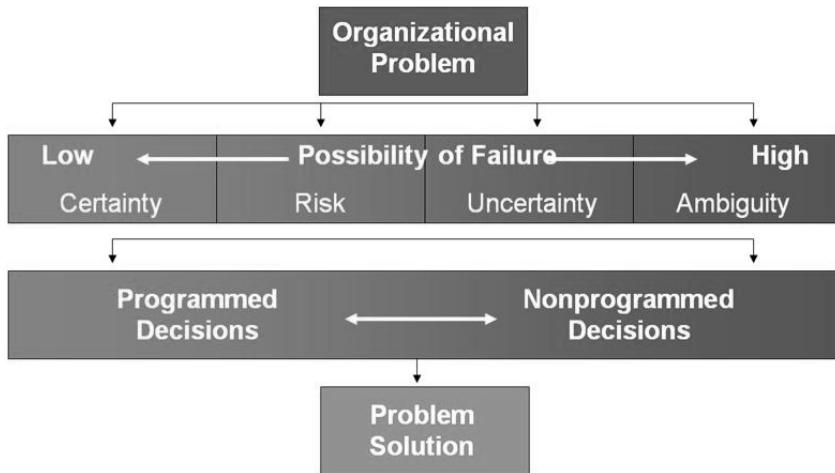 Organizational
Problem
Low Possibility of Failure High
Certainty Risk Uncertainty Ambiguity
Programmed Nonprogrammed
Decisions Decisions
Problem
Solution